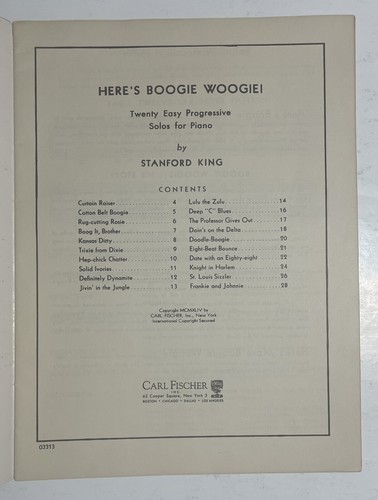 HERE'S BOOGIE WOOGIE!
Twenty Easy Progressive
Solos for Piano
by
STANFORD KING
CONTENTS
Curtain Raiser 4
Cotton Belt Boogie 5
Rug-cutting Roxie 6
Boog It, Brother 7
Kansas Ditty 8
Trixie from Dixie 9
Hep-chick Chatter 10
Solid Ivories 11
Definitely Dynamite 12
Jivin' in the Jungle 13
Lulu the Zulu 14
Deep "C" Blues 16
The Professor Gives Out 17
Doin's on the Delta 18
Doodle-Boogie 20
Eight-Beat Bounce 21
Date with an Eighty-eight 22
Knight in Harlem 24
St. Louis Sizzler 26
Frankie and Johnnie 28
Copyright MCMXLIV by
CARL FISCHER, Inc., New York
International Copyright Secured
CARL FISCHER
INC.
62 Cooper Square, New York 3
BOSTON • CHICAGO • DALLAS • LOS ANGELES
O3315